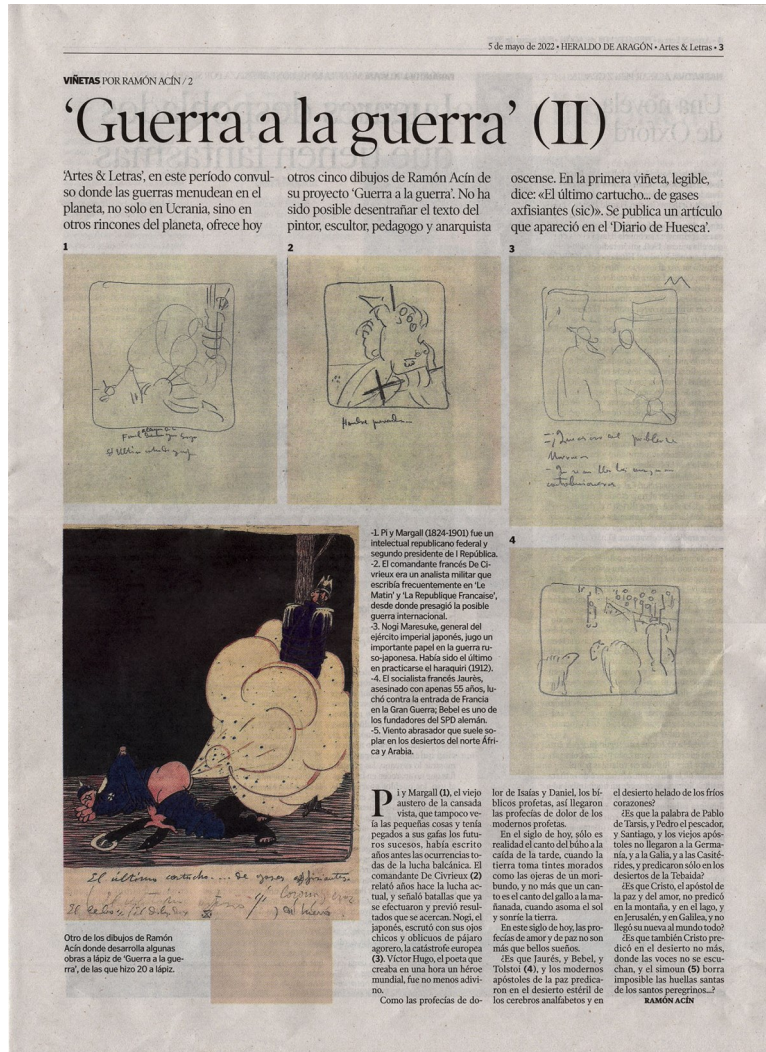 5 de mayo de 2022 • HERALDO DE ARAGÓN • Artes & Letras • 3
VIÑETAS POR RAMÓN ACÍN / 2
‘Guerra a la guerra’ (II)
‘Artes & Letras’, en este período convul-
so donde las guerras menudean en el
planeta, no solo en Ucrania, sino en
otros rincones del planeta, ofrece hoy
otros cinco dibujos de Ramón Acín de
su proyecto ‘Guerra a la guerra’. No ha
sido posible desentrañar el texto del
pintor, escultor, pedagogo y anarquista
oscense. En la primera viñeta, legible,
dice: «El último cartucho... de gases
axfisiantes (sic)». Se publica un artículo
que apareció en el ‘Diario de Huesca’.
1
2
3
4
El último cartucho.... de gases axfisiantes
Otro de los dibujos de Ramón
Acín donde desarrolla algunas
obras a lápiz de ‘Guerra a la gue-
rra’, de las que hizo 20 a lápiz.
-1. Pi y Margall (1824-1901) fue un
intelectual republicano federal y
segundo presidente de I República.
-2. El comandante francés De Ci-
vrieux era un analista militar que
escribía frecuentemente en ‘Le
Matin’ y ‘La Republique Francaise’,
desde donde presagió la posible
guerra internacional.
-3. Nogi Maresuke, general del
ejército imperial japonés, jugo un
importante papel en la guerra ru-
so-japonesa. Había sido el último
en practicarse el haraquiri (1912).
-4. El socialista francés Jaurès,
asesinado con apenas 55 años, lu-
chó contra la entrada de Francia
en la Gran Guerra; Bebel es uno de
los fundadores del SPD alemán.
-5. Viento abrasador que suele so-
plar en los desiertos del norte Áfri-
ca y Arabia.
Pi y Margall (1), el viejo
austero de la cansada
vista, que tampoco ve-
ía las pequeñas cosas y tenía
pegados a sus gafas los futu-
ros sucesos, había escrito
años antes las ocurrencias to-
das de la lucha balcánica. El
comandante De Civrieux (2)
relató años hace la lucha ac-
tual, y señaló batallas que ya
se efectuaron y previó resul-
tados que se acercan. Nogi, el
japonés, escrutó con sus ojos
chicos y oblicuos de pájaro
agorero, la catástrofe europea
(3). Víctor Hugo, el poeta que
creaba en una hora un héroe
mundial, fue no menos adivi-
no.
Como las profecías de do-
lor de Isaías y Daniel, los bí-
blicos profetas, así llegaron
las profecías de dolor de los
modernos profetas.
En el siglo de hoy, sólo es
realidad el canto del búho a la
caída de la tarde, cuando la
tierra toma tintes morados
como las ojeras de un mori-
bundo, y no más que un can-
to es el canto del gallo a la ma-
ñanada, cuando asoma el sol
y sonríe la tierra.
En este siglo de hoy, las pro-
fecías de amor y de paz no son
más que bellos sueños.
¿Es que Jaurés, y Bebel, y
Tolstoi (4), y los modernos
apóstoles de la paz predica-
ron en el desierto estéril de
los cerebros analfabetos y en
el desierto helado de los fríos
corazones?
¿Es que la palabra de Pablo
de Tarsis, y Pedro el pescador,
y Santiago, y los viejos após-
toles no llegaron a la Germa-
nía, y a la Galia, y a las Casité-
rides, y predicaron sólo en los
desiertos de la Tebaida?
¿Es que Cristo, el apóstol de
la paz y del amor, no predicó
en la montaña, y en el lago, y
en Jerusalén, y en Galilea, y no
llegó su nueva al mundo todo?
¿Es que también Cristo pre-
dicó en el desierto no más,
donde las voces no se escu-
chan, y el simoun (5) borra
imposible las huellas santas
de los santos peregrinos...?
RAMÓN ACÍN